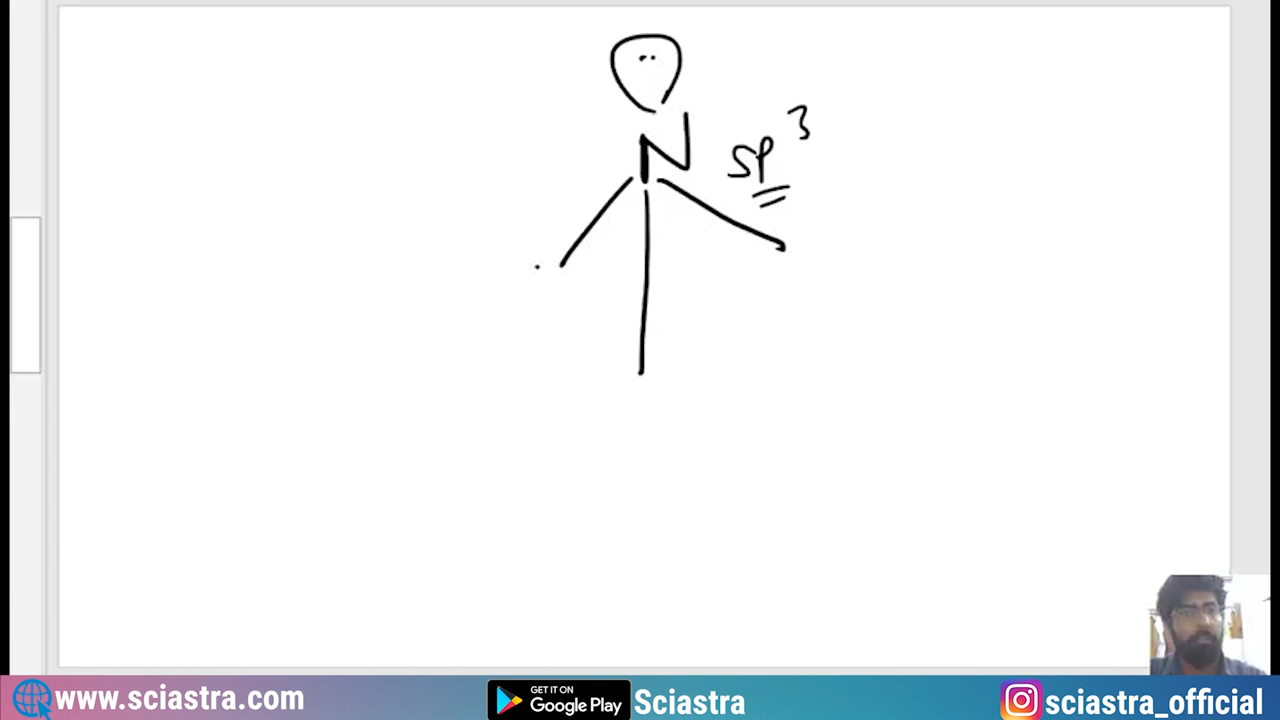 N
sp³
www.sciastra.com
GET IT ON
Google Play
Sciastra
sciastra_official